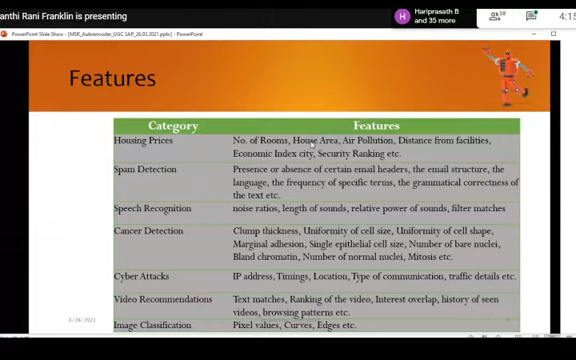 anthi Rani Franklin is presenting
H
Hariprasath B
and 35 more
38
4:15
MSR_Autoencoder_UGC SAP_26.03.2021.pptx - PowerPoint
Features
Category Features
Housing Prices No. of Rooms, House Area, Air Pollution, Distance from facilities,
Economic Index city, Security Ranking etc.
Spam Detection Presence or absence of certain email headers, the email structure, the
language, the frequency of specific terms, the grammatical correctness of
the text etc.
Speech Recognition noise ratios, length of sounds, relative power of sounds, filter matches
Cancer Detection Clump thickness, Uniformity of cell size, Uniformity of cell shape,
Marginal adhesion, Single epithelial cell size, Number of bare nuclei,
Bland chromatin, Number of normal nuclei, Mitosis etc.
Cyber Attacks IP address, Timings, Location, Type of communication, traffic details etc.
Video Recommendations Text matches, Ranking of the video, Interest overlap, history of seen
videos, browsing patterns etc.
Image Classification Pixel values, Curves, Edges etc.